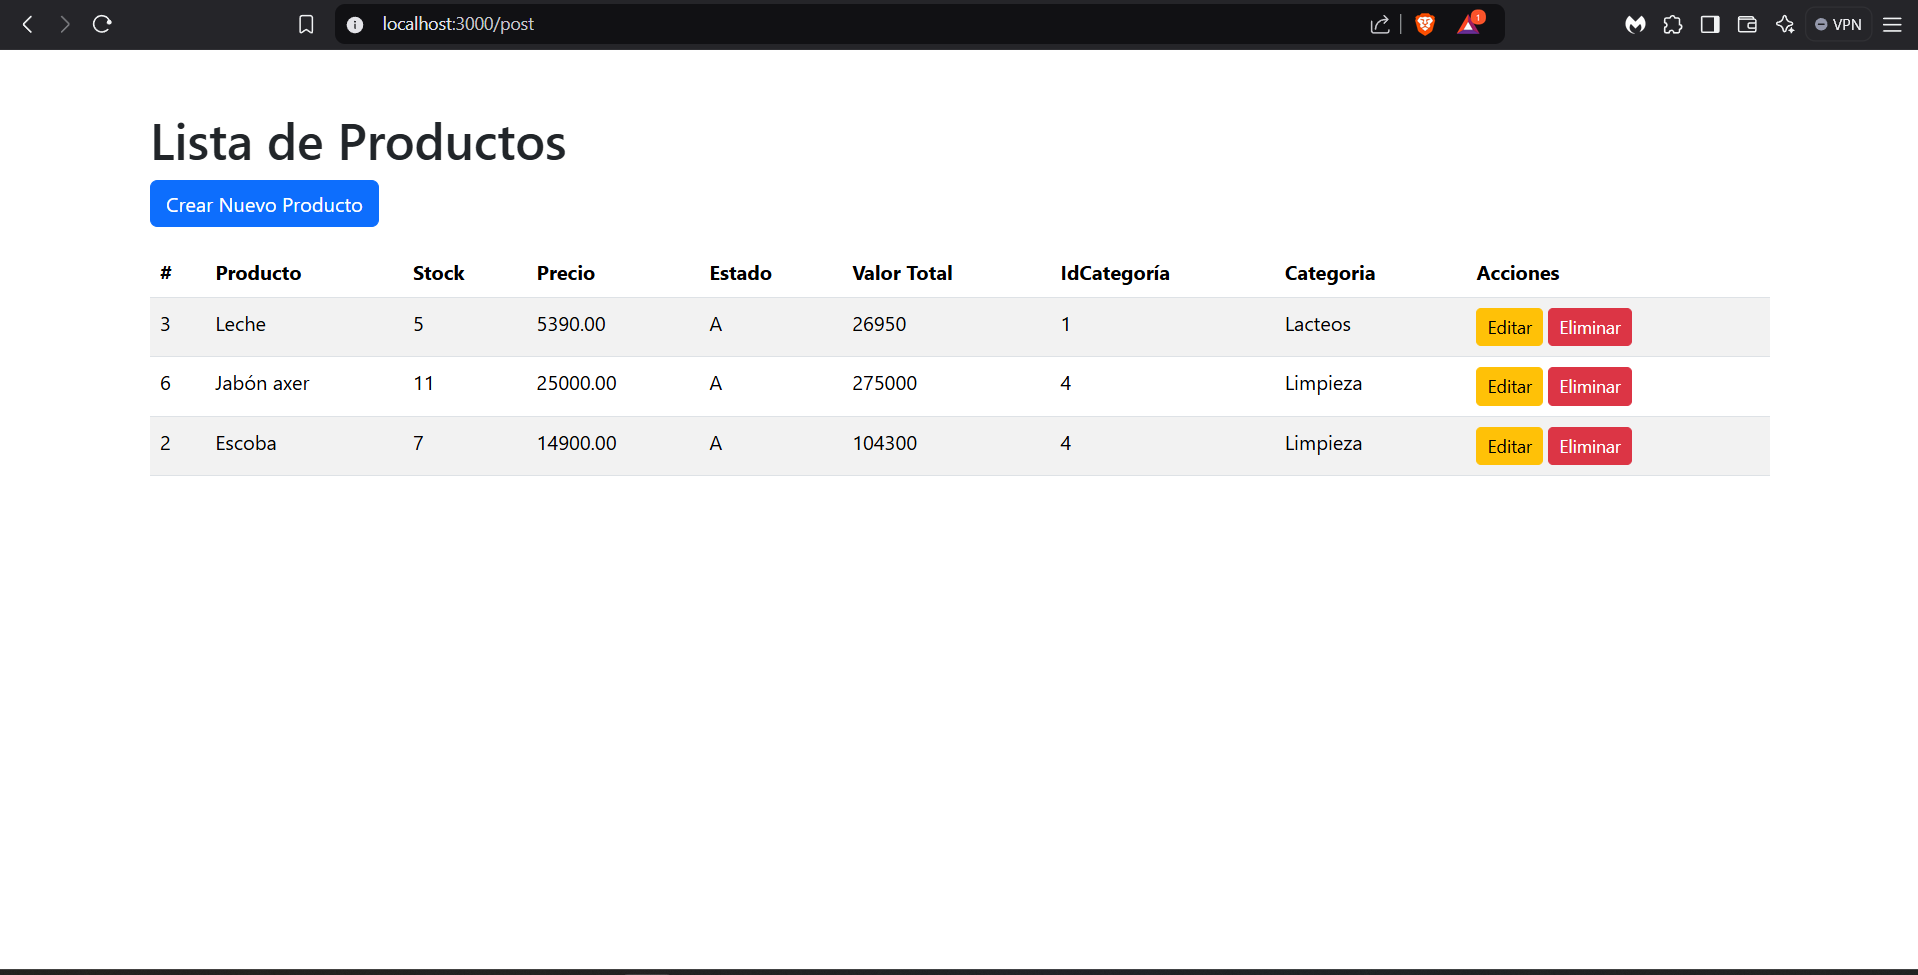 localhost:3000/post
1
VPN
Lista de Productos
Crear Nuevo Producto
# Producto Stock Precio Estado Valor Total IdCategoría Categoria Acciones
3 Leche 5 5390.00 A 26950 1 Lacteos Editar Eliminar
6 Jabón axer 11 25000.00 A 275000 4 Limpieza Editar Eliminar
2 Escoba 7 14900.00 A 104300 4 Limpieza Editar Eliminar